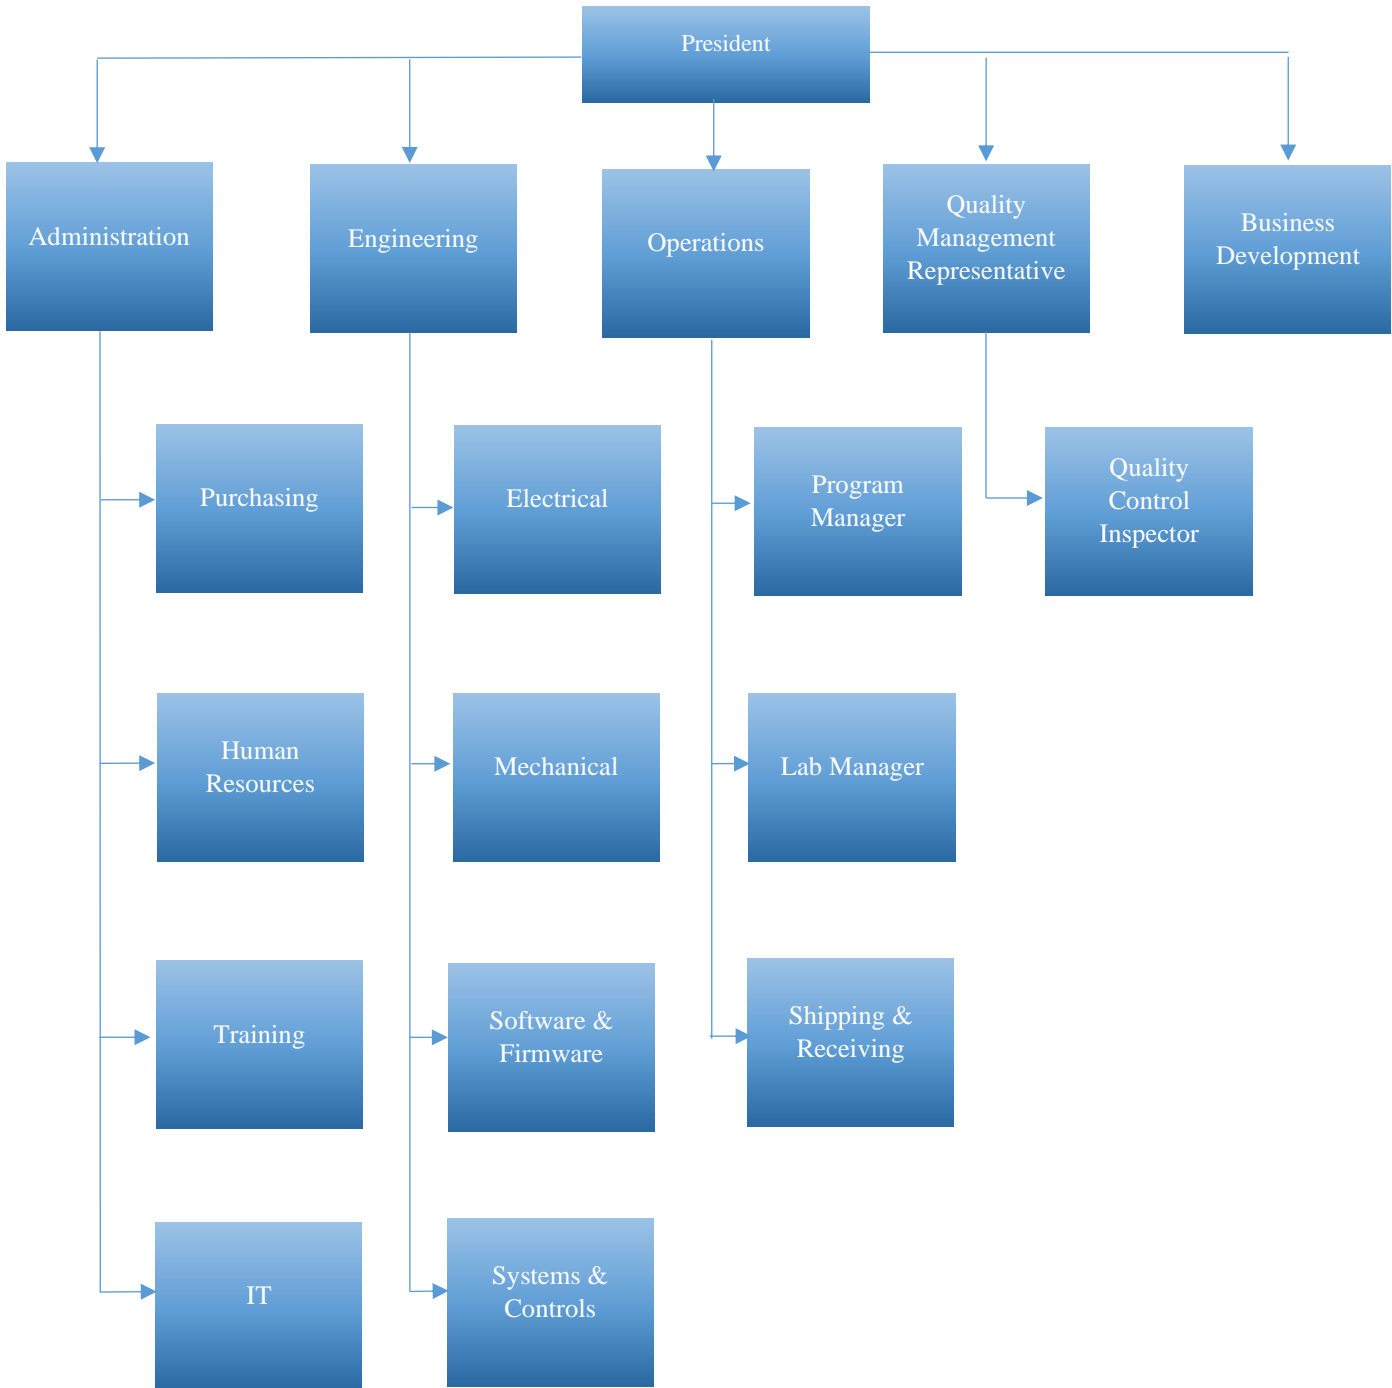 President
Administration
Engineering
Operations
Quality
Management
Representative
Business
Development
Purchasing
Electrical
Program
Manager
Quality
Control
Inspector
Human
Resources
Mechanical
Lab Manager
Training
Software &
Firmware
Shipping &
Receiving
IT
Systems &
Controls